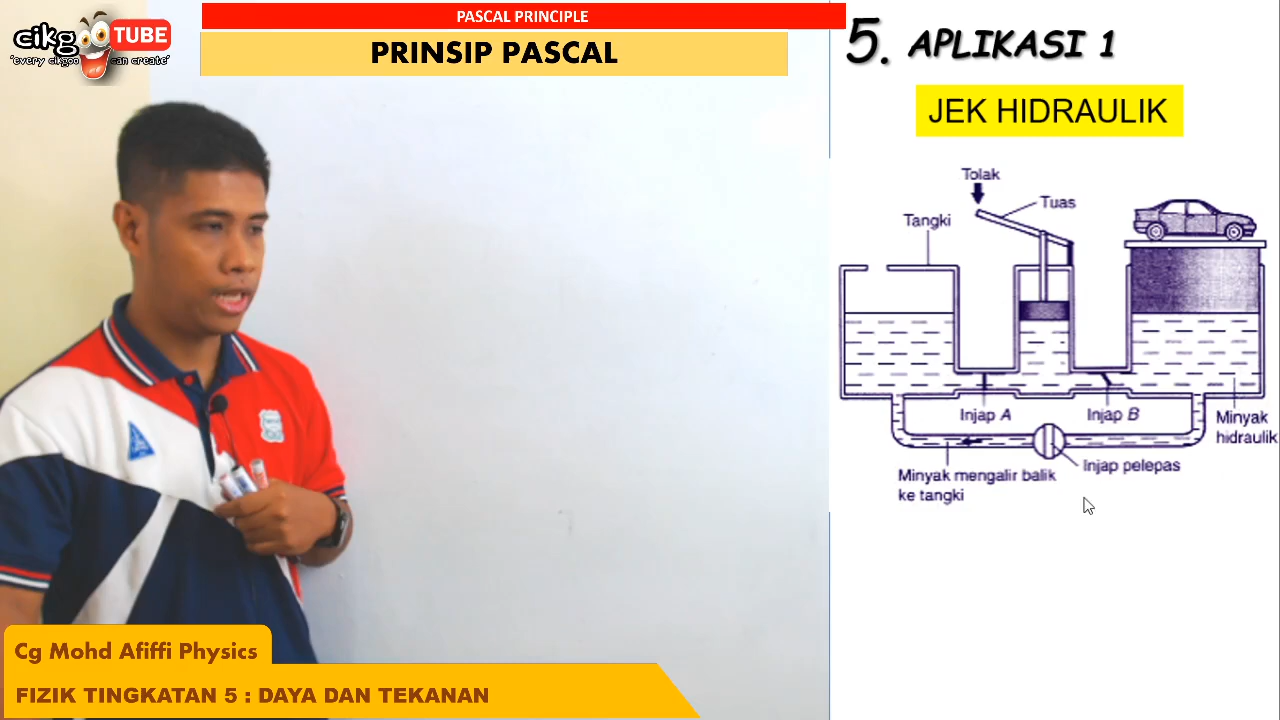 PASCAL PRINCIPLE
PRINSIP PASCAL
cikgooTUBE
'every cikgoo can create'
5. APLIKASI 1
JEK HIDRAULIK
Tolak
Tuas
Tangki
Injap A
Injap B
Minyak
hidraulik
Injap pelepas
Minyak mengalir balik
ke tangki
Cg Mohd Afiffi Physics
FIZIK TINGKATAN 5 : DAYA DAN TEKANAN